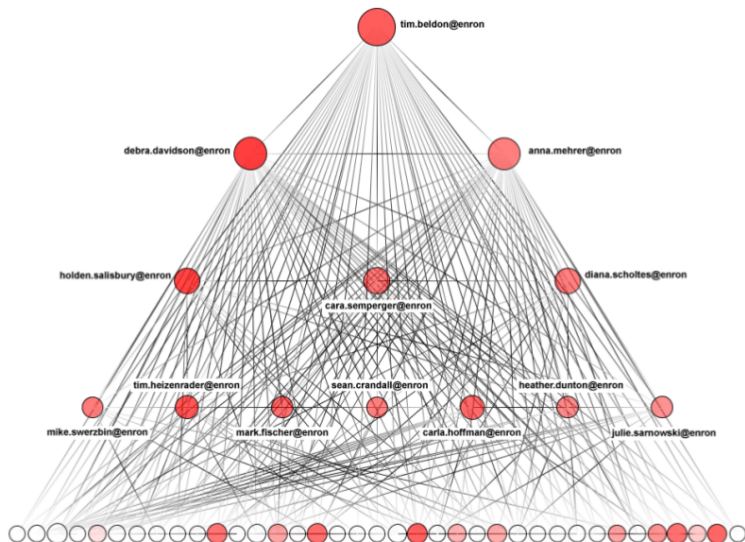 tim.beldon@enron
debra.davidson@enron
anna.mehrer@enron
holden.salisbury@enron
diana.scholtes@enron
cara.semperger@enron
tim.heizenrader@enron
sean.crandall@enron
heather.dunton@enron
mike.swerzbin@enron
mark.fischer@enron
carla.hoffman@enron
julie.sarnowski@enron